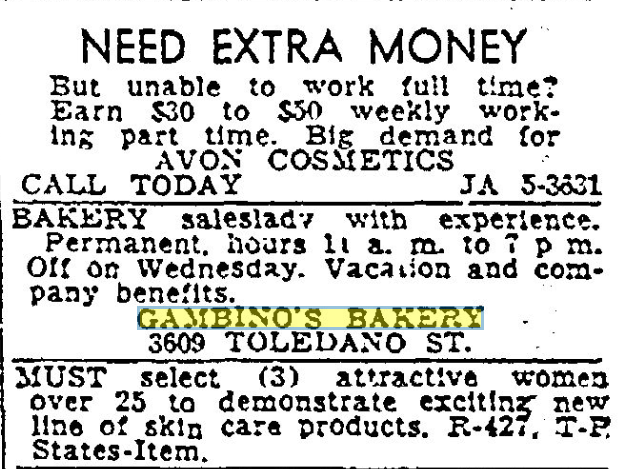 NEED EXTRA MONEY
But unable to work full time?
Earn $30 to $50 weekly work-
ing part time. Big demand for
AVON COSMETICS
CALL TODAY JA 5-3631
BAKERY saleslady with experience.
Permanent, hours 11 a. m. to 7 p m.
Off on Wednesday. Vacation and com-
pany benefits.
GAMBINO'S BAKERY
3609 TOLEDANO ST.
MUST select (3) attractive women
over 25 to demonstrate exciting new
line of skin care products. R-427, T-P,
States-Item.